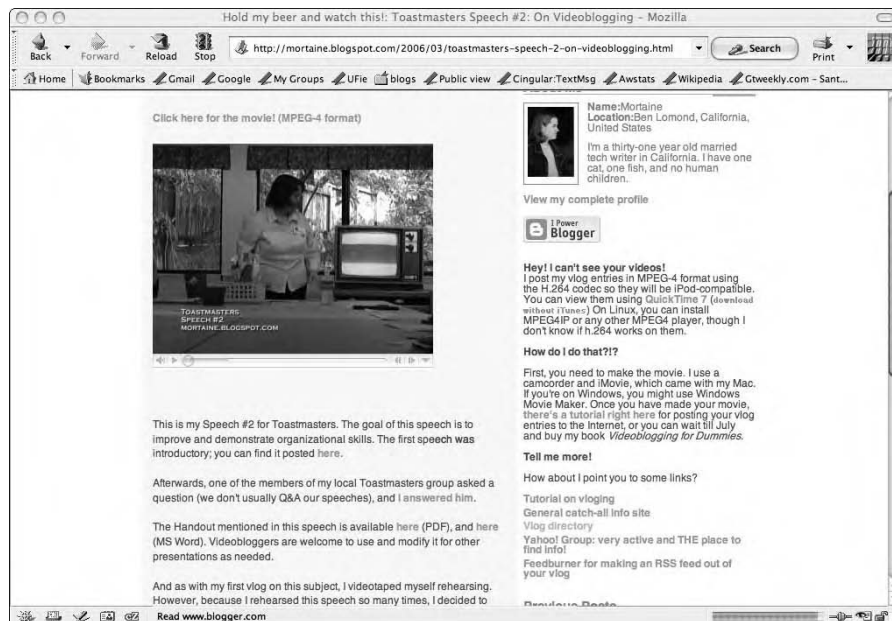 Hold my beer and watch this!: Toastmasters Speech #2: On Videoblogging - Mozilla
Back Forward Reload Stop http://mortaine.blogspot.com/2006/03/toastmasters-speech-2-on-videoblogging.html Search Print
Home Bookmarks Gmail Google My Groups UFie blogs Public view Cingular:TextMsg Awstats Wikipedia Gtweekly.com - Sant...
Click here for the movie! (MPEG-4 format)
TOASTMASTERS
SPEECH #2
MORTAINE.BLOGSPOT.COM
This is my Speech #2 for Toastmasters. The goal of this speech is to
improve and demonstrate organizational skills. The first speech was
introductory; you can find it posted here.
Afterwards, one of the members of my local Toastmasters group asked a
question (we don't usually Q&A our speeches), and I answered him.
The Handout mentioned in this speech is available here (PDF), and here
(MS Word). Videobloggers are welcome to use and modify it for other
presentations as needed.
And as with my first vlog on this subject, I videotaped myself rehearsing.
However, because I rehearsed this speech so many times, I decided to
Name:Mortaine
Location:Ben Lomond, California,
United States
I'm a thirty-one year old married
tech writer in California. I have one
cat, one fish, and no human
children.
View my complete profile
I Power
Blogger
Hey! I can't see your videos!
I post my vlog entries in MPEG-4 format using
the H.264 codec so they will be iPod-compatible.
You can view them using QuickTime 7 (download
without iTunes) On Linux, you can install
MPEG4IP or any other MPEG4 player, though I
don't know if h.264 works on them.
How do I do that?!?
First, you need to make the movie. I use a
camcorder and iMovie, which came with my Mac.
If you're on Windows, you might use Windows
Movie Maker. Once you have made your movie,
there's a tutorial right here for posting your vlog
entries to the Internet, or you can wait till July
and buy my book Videoblogging for Dummies.
Tell me more!
How about I point you to some links?
Tutorial on vloging
General catch-all info site
Vlog directory
Yahoo! Group: very active and THE place to
find info!
Feedburner for making an RSS feed out of
your vlog
Previous Posts
Read www.blogger.com